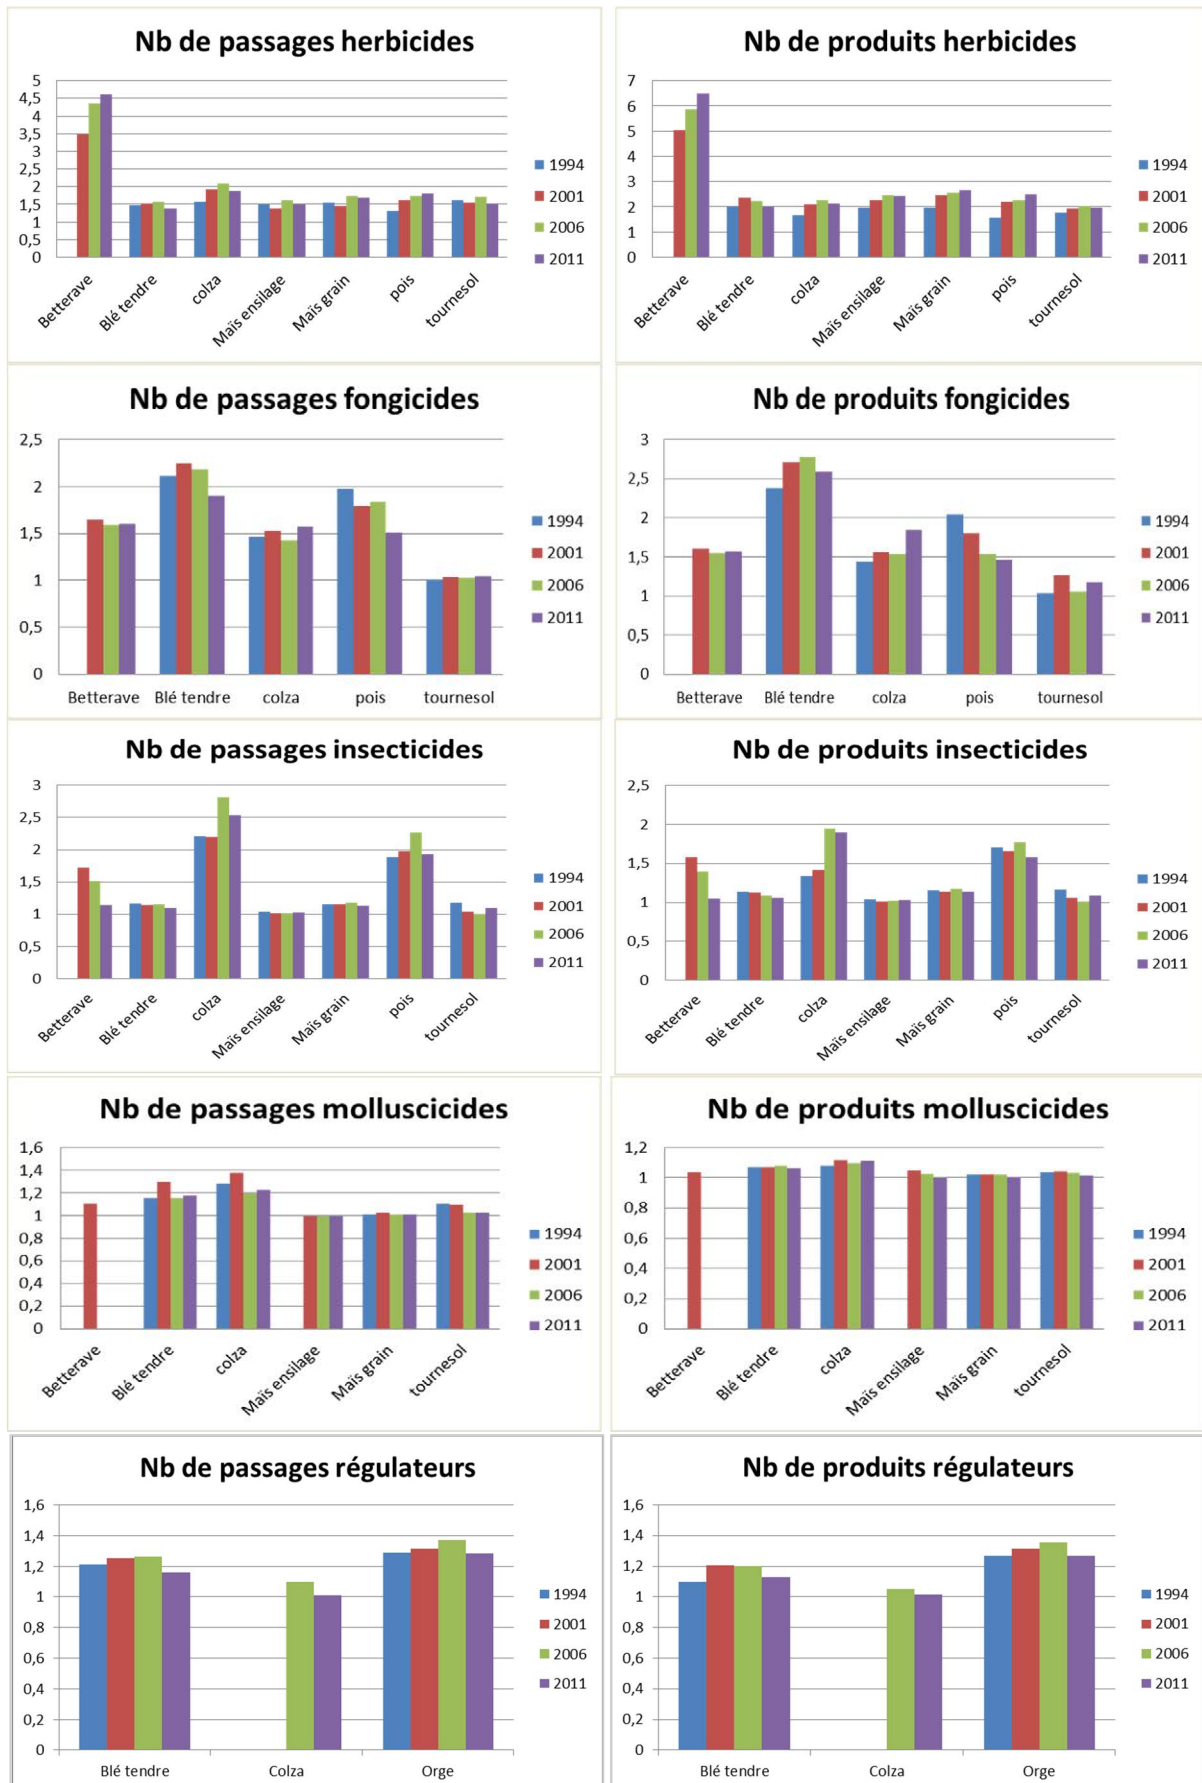 Nb de passages herbicides
5
4,5
4
3,5
3
2,5
2
1,5
1
0,5
0
Betterave
Blé tendre
colza
Maïs ensilage
Maïs grain
pois
tournesol
1994
2001
2006
2011
Nb de produits herbicides
7
6
5
4
3
2
1
0
Betterave
Blé tendre
colza
Maïs ensilage
Maïs grain
pois
tournesol
1994
2001
2006
2011
Nb de passages fongicides
2,5
2
1,5
1
0,5
0
Betterave Blé tendre colza pois tournesol
1994
2001
2006
2011
Nb de produits fongicides
3
2,5
2
1,5
1
0,5
0
Betterave Blé tendre colza pois tournesol
1994
2001
2006
2011
Nb de passages insecticides
3
2,5
2
1,5
1
0,5
0
Betterave
Blé tendre
colza
Maïs ensilage
Maïs grain
pois
tournesol
1994
2001
2006
2011
Nb de produits insecticides
2,5
2
1,5
1
0,5
0
Betterave
Blé tendre
colza
Maïs ensilage
Maïs grain
pois
tournesol
1994
2001
2006
2011
Nb de passages molluscicides
1,6
1,4
1,2
1
0,8
0,6
0,4
0,2
0
Betterave
Blé tendre
colza
Maïs ensilage
Maïs grain
tournesol
1994
2001
2006
2011
Nb de produits molluscicides
1,2
1
0,8
0,6
0,4
0,2
0
Betterave
Blé tendre
colza
Maïs ensilage
Maïs grain
tournesol
1994
2001
2006
2011
Nb de passages régulateurs
1,6
1,4
1,2
1
0,8
0,6
0,4
0,2
0
Blé tendre Colza Orge
1994
2001
2006
2011
Nb de produits régulateurs
1,6
1,4
1,2
1
0,8
0,6
0,4
0,2
0
Blé tendre Colza Orge
1994
2001
2006
2011